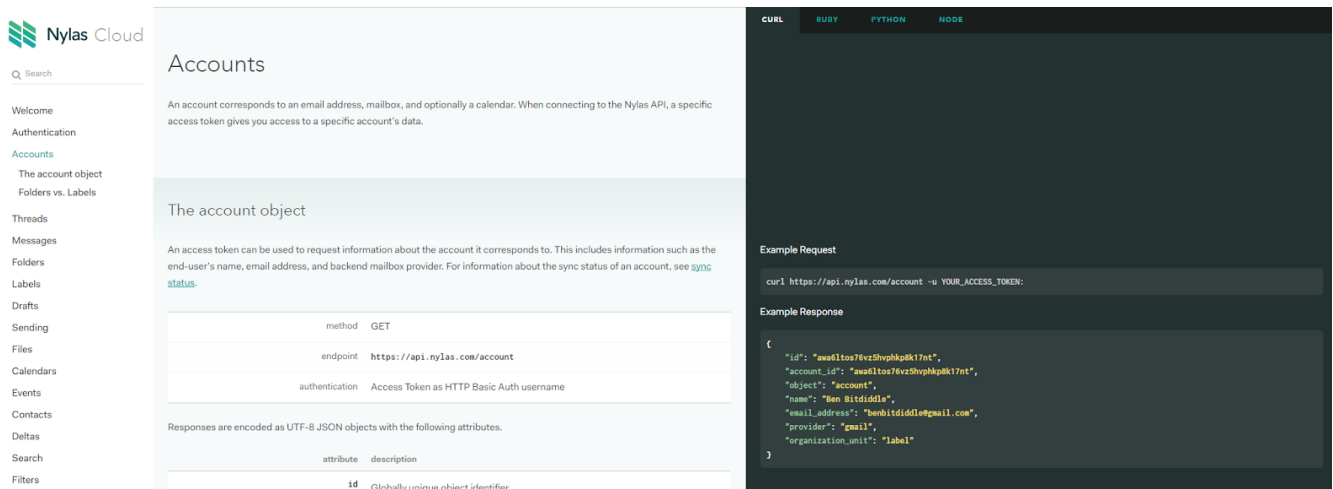 Nylas Cloud
Search
Welcome
Authentication
Accounts
The account object
Folders vs. Labels
Threads
Messages
Folders
Labels
Drafts
Sending
Files
Calendars
Events
Contacts
Deltas
Search
Filters
Accounts
An account corresponds to an email address, mailbox, and optionally a calendar. When connecting to the Nylas API, a specific
access token gives you access to a specific account's data.
The account object
An access token can be used to request information about the account it corresponds to. This includes information such as the
end-user's name, email address, and backend mailbox provider. For information about the sync status of an account, see sync
status.
method GET
endpoint https://api.nylas.com/account
authentication Access Token as HTTP Basic Auth username
Responses are encoded as UTF-8 JSON objects with the following attributes.
attribute description
id Globally unique object identifier
CURL RUBY PYTHON NODE
Example Request
curl https://api.nylas.com/account -u YOUR_ACCESS_TOKEN:
Example Response
{
"id": "awa6ltos76vz5hvphkp8k17nt",
"account_id": "awa6ltos76vz5hvphkp8k17nt",
"object": "account",
"name": "Ben Bitdiddle",
"email_address": "benbitdiddle@gmail.com",
"provider": "gmail",
"organization_unit": "label"
}